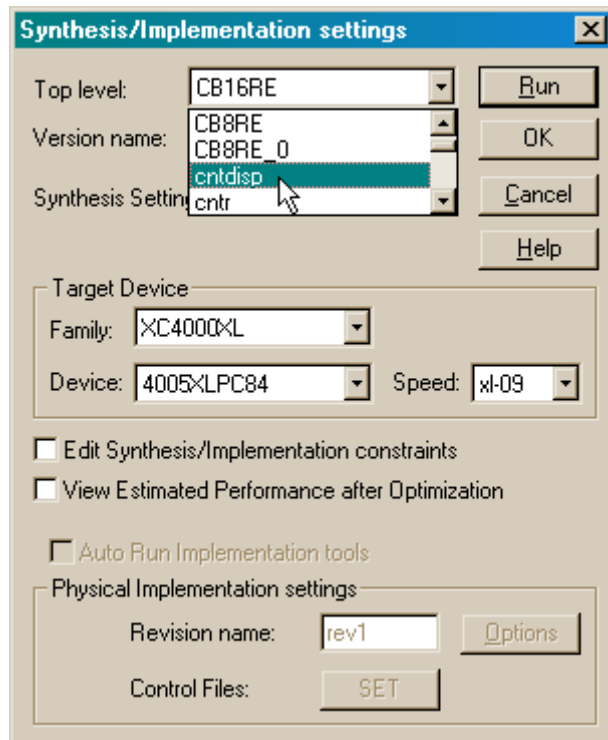 Synthesis/Implementation settings
Top level: CB16RE Run
CB8RE
Version name: CB8RE_0 OK
cntdisp
Synthesis Settin cntr Cancel
Help
Target Device
Family: XC4000XL
Device: 4005XLPC84 Speed: xl-09
Edit Synthesis/Implementation constraints
View Estimated Performance after Optimization
Auto Run Implementation tools
Physical Implementation settings
Revision name: rev1 Options
Control Files: SET